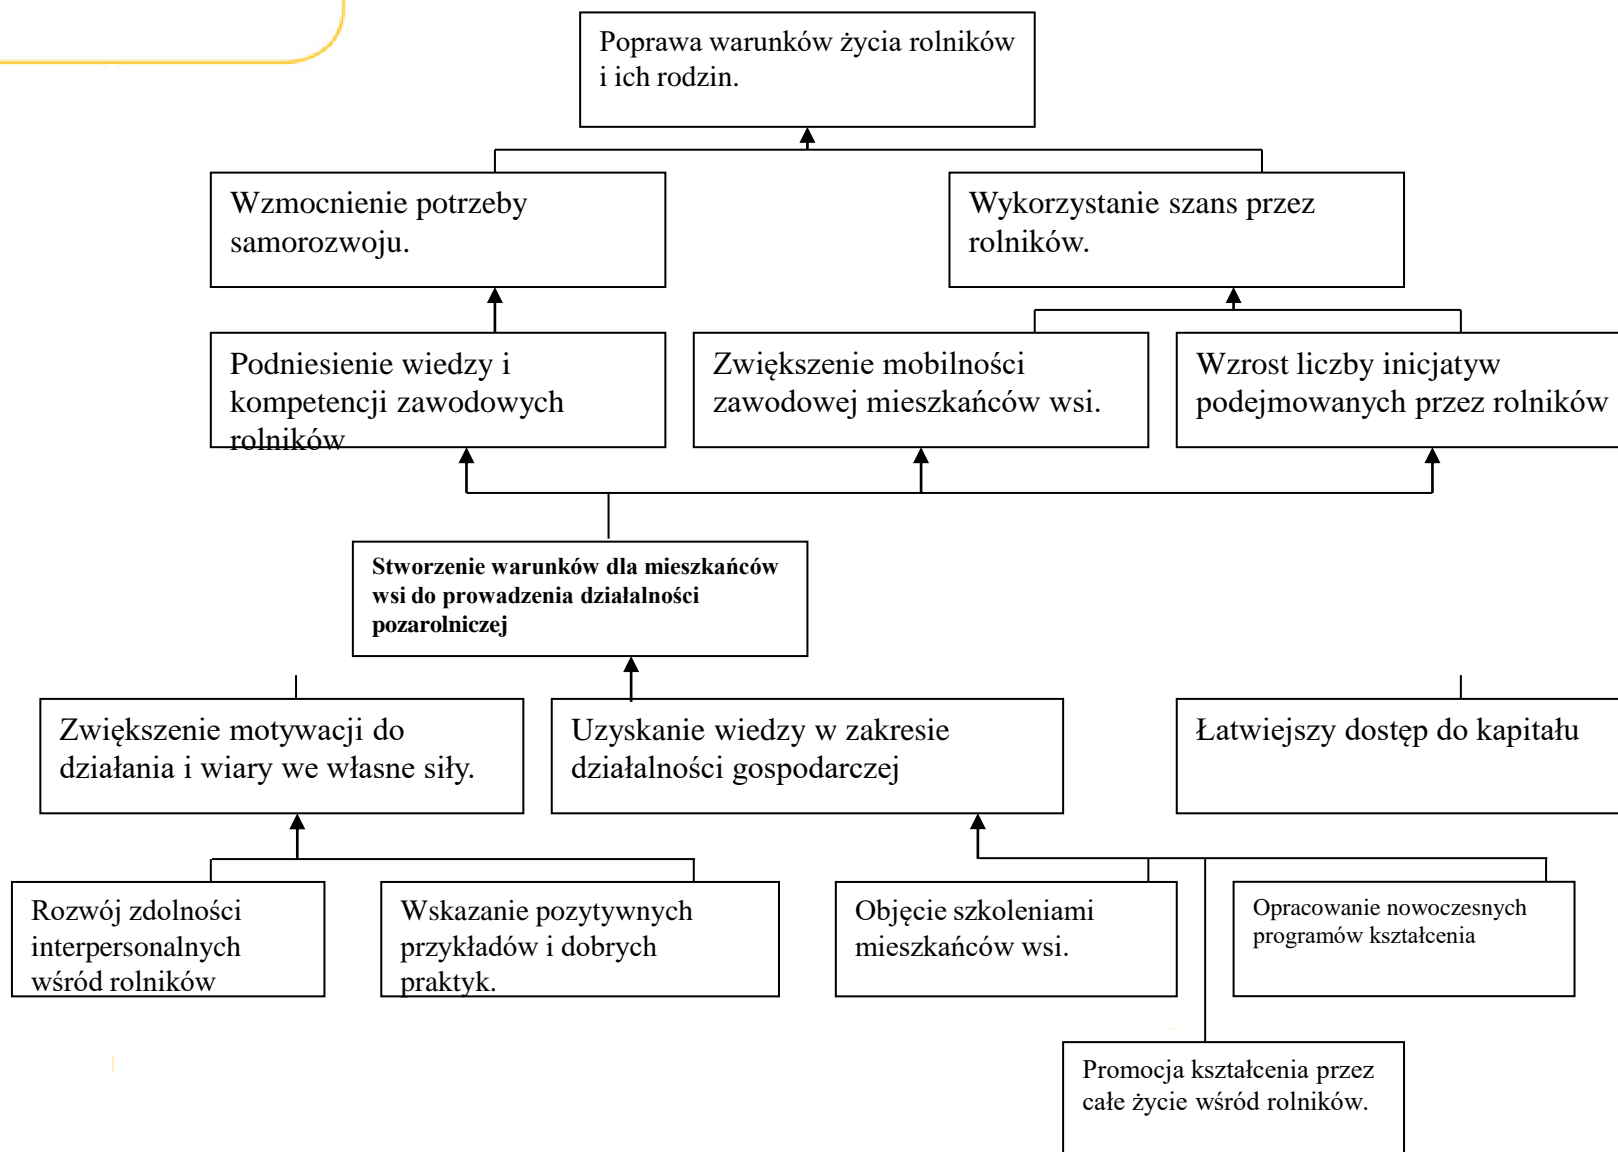 Poprawa warunków życia rolników
i ich rodzin.
Wzmocnienie potrzeby
samorozwoju.
Wykorzystanie szans przez
rolników.
Podniesienie wiedzy i
kompetencji zawodowych
rolników
Zwiększenie mobilności
zawodowej mieszkańców wsi.
Wzrost liczby inicjatyw
podejmowanych przez rolników
Stworzenie warunków dla mieszkańców
wsi do prowadzenia działalności
pozarolniczej
Zwiększenie motywacji do
działania i wiary we własne siły.
Uzyskanie wiedzy w zakresie
działalności gospodarczej
Łatwiejszy dostęp do kapitału
Rozwój zdolności
interpersonalnych
wśród rolników
Wskazanie pozytywnych
przykładów i dobrych
praktyk.
Objęcie szkoleniami
mieszkańców wsi.
Opracowanie nowoczesnych
programów kształcenia
Promocja kształcenia przez
całe życie wśród rolników.